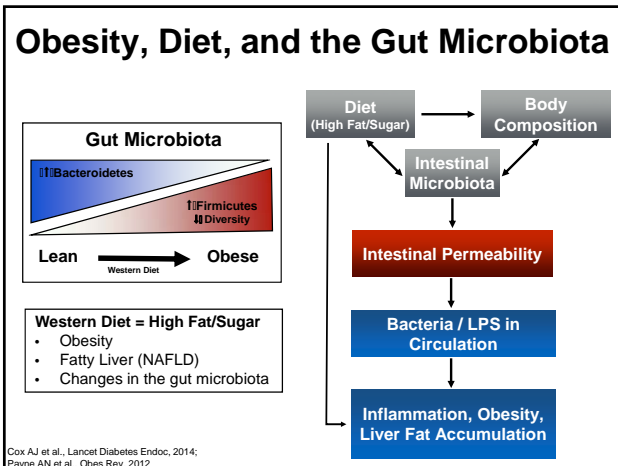 Obesity, Diet, and the Gut Microbiota
Gut Microbiota
↑Bacteroidetes
↑Firmicutes
↓Diversity
Lean
Obese
Western Diet
Western Diet = High Fat/Sugar
• Obesity
• Fatty Liver (NAFLD)
• Changes in the gut microbiota
Diet
(High Fat/Sugar)
Body
Composition
Intestinal
Microbiota
Intestinal Permeability
Bacteria / LPS in
Circulation
Inflammation, Obesity,
Liver Fat Accumulation
Cox AJ et al., Lancet Diabetes Endoc, 2014;
Payne AN et al., Obes Rev, 2012